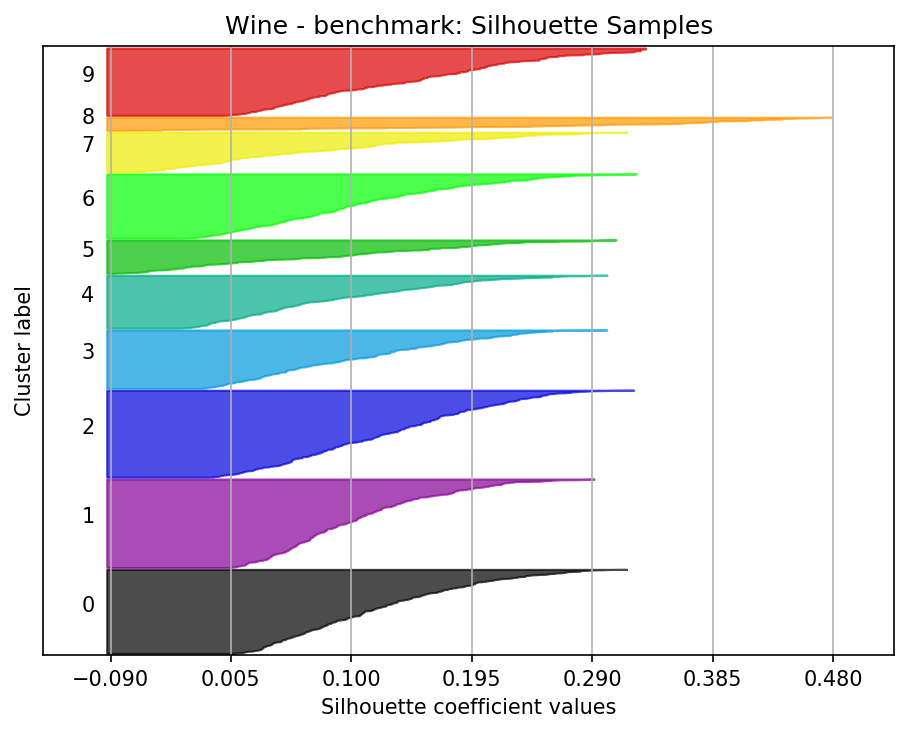 Wine - benchmark: Silhouette Samples
9
8
7
6
5
4
3
2
1
0
Cluster label
−0.090 0.005 0.100 0.195 0.290 0.385 0.480
Silhouette coefficient values